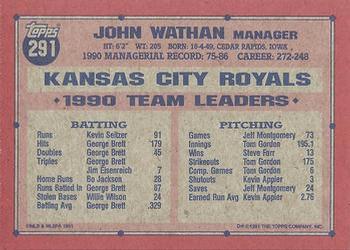 Topps
291
JOHN WATHAN MANAGER
HT: 6'2" WT: 205 BORN: 10-4-49, CEDAR RAPIDS, IOWA
1990 MANAGERIAL RECORD: 75-86 CAREER: 272-248
KANSAS CITY ROYALS
1990 TEAM LEADERS
BATTING
Runs Kevin Seitzer 91
Hits George Brett 179
Doubles George Brett 45
Triples George Brett,
Jim Eisenreich 7
Home Runs Bo Jackson 28
Runs Batted In George Brett 87
Stolen Bases Willie Wilson 24
Batting Avg. George Brett .329
PITCHING
Games Jeff Montgomery 73
Innings Tom Gordon 195.1
Wins Steve Farr 13
Strikeouts Tom Gordon 175
Comp. Games Tom Gordon 6
Shutouts Kevin Appier 3
Saves Jeff Montgomery 24
Earned Run Avg. Kevin Appier 2.76
©MLB & MLBPA 1991
©1991 THE TOPPS COMPANY, INC.